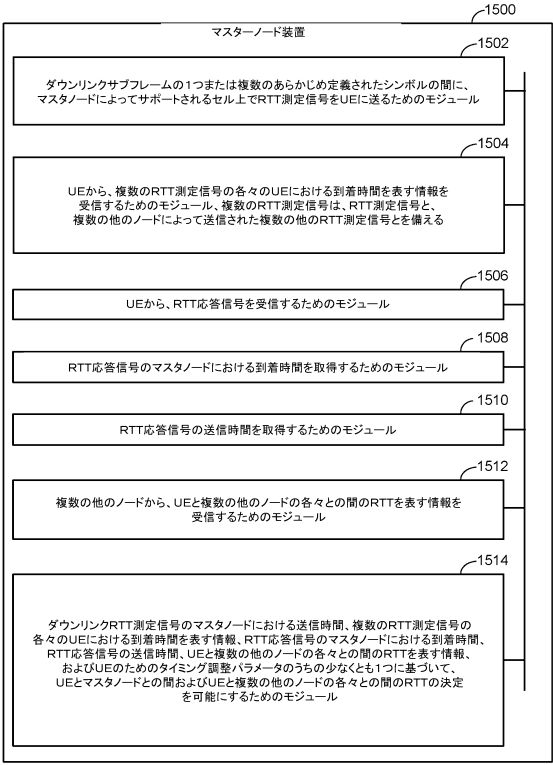 1500
マスターノード装置
1502
ダウンリンクサブフレームの1つまたは複数のあらかじめ定義されたシンボルの間に、
マスタノードによってサポートされるセル上でRTT測定信号をUEに送るためのモジュール
1504
UEから、複数のRTT測定信号の各々のUEにおける到着時間を表す情報を
受信するためのモジュール、複数のRTT測定信号は、RTT測定信号と、
複数の他のノードによって送信された複数の他のRTT測定信号とを備える
1506
UEから、RTT応答信号を受信するためのモジュール
1508
RTT応答信号のマスタノードにおける到着時間を取得するためのモジュール
1510
RTT応答信号の送信時間を取得するためのモジュール
1512
複数の他のノードから、UEと複数の他のノードの各々との間のRTTを表す情報を
受信するためのモジュール
1514
ダウンリンクRTT測定信号のマスタノードにおける送信時間、複数のRTT測定信号の
各々のUEにおける到着時間を表す情報、RTT応答信号のマスタノードにおける到着時間、
RTT応答信号の送信時間、UEと複数の他のノードの各々との間のRTTを表す情報、
およびUEのためのタイミング調整パラメータのうちの少なくとも1つに基づいて、
UEとマスタノードとの間およびUEと複数の他のノードの各々との間のRTTの決定
を可能にするためのモジュール